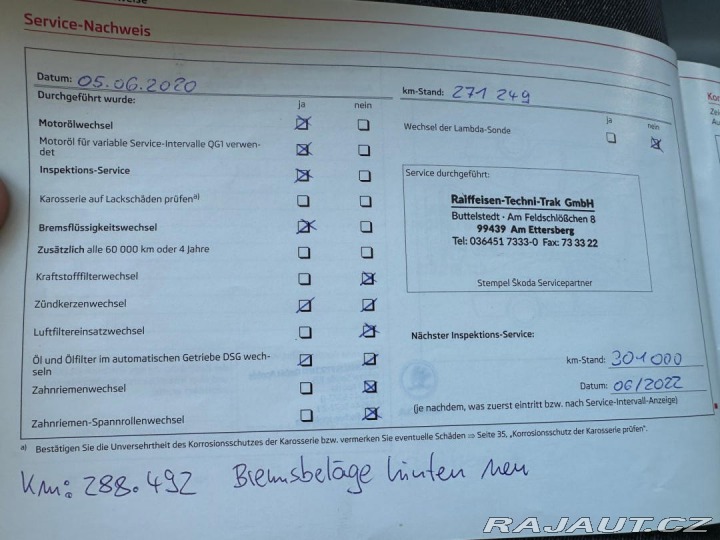 Service-Nachweis
Datum: 05.06.2020
km-Stand: 271 249
Durchgeführt wurde:
ja nein
Motorölwechsel
Motoröl für variable Service-Intervalle QG1 verwen-
det
Inspektions-Service
Karosserie auf Lackschäden prüfen a)
Bremsflüssigkeitswechsel
Zusätzlich alle 60 000 km oder 4 Jahre
Kraftstofffilterwechsel
Zündkerzenwechsel
Luftfiltereinsatzwechsel
Öl und Ölfilter im automatischen Getriebe DSG wech-
seln
Zahnriemenwechsel
Zahnriemen-Spannrollenwechsel
ja nein
Wechsel der Lambda-Sonde
Service durchgeführt:
Raiffeisen-Techni-Trak GmbH
Buttelstedt · Am Feldschlößchen 8
99439 Am Ettersberg
Tel: 036451 7333-0 Fax: 73 33 22
Stempel Škoda Servicepartner
Nächster Inspektions-Service:
km-Stand: 301 000
Datum: 06/2022
(je nachdem, was zuerst eintritt bzw. nach Service-Intervall-Anzeige)
a) Bestätigen Sie die Unversehrtheit des Korrosionsschutzes der Karosserie bzw. vermerken Sie eventuelle Schäden ⇒ Seite 35, „Korrosionsschutz der Karosserie prüfen“.
Km: 288.492 Bremsbeläge hinten neu
RAJAUT.CZ